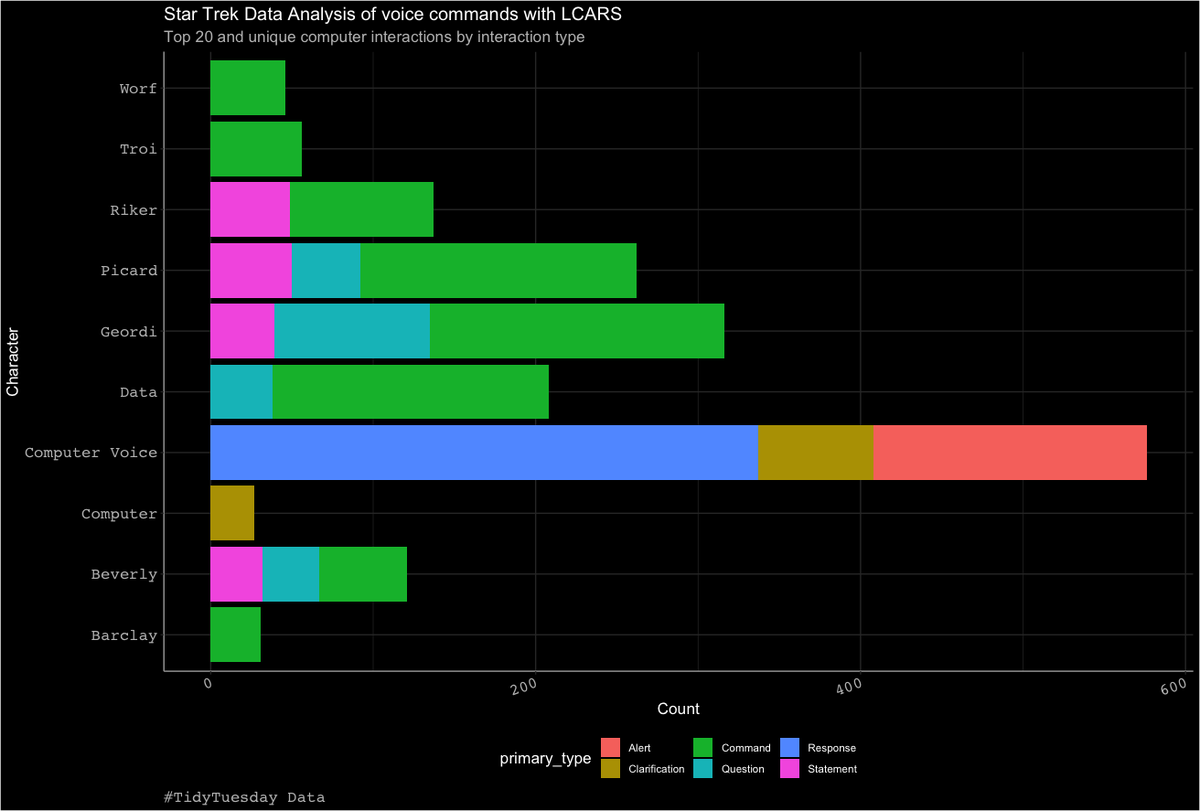 Star Trek Data Analysis of voice commands with LCARS
Top 20 and unique computer interactions by interaction type
Character
Worf
Troi
Riker
Picard
Geordi
Data
Computer Voice
Computer
Beverly
Barclay
0 200 400 600
Count
primary_type
Alert Command Response
Clarification Question Statement
#TidyTuesday Data